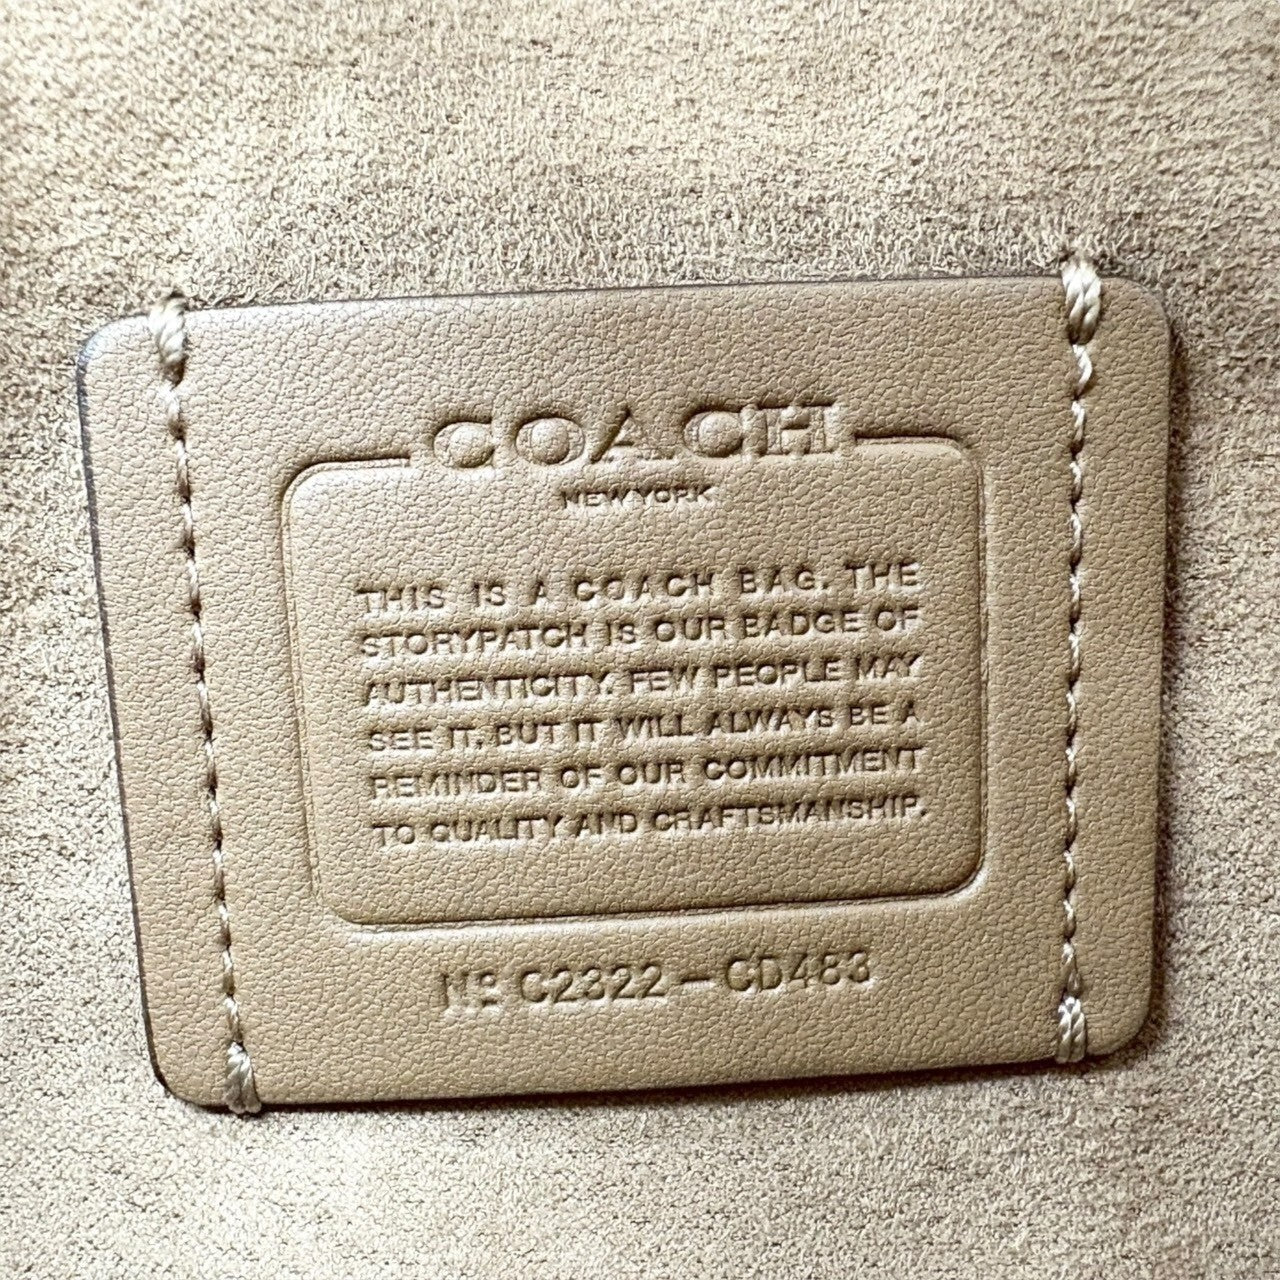 COACH
NEW YORK
THIS IS A COACH BAG. THE
STORYPATCH IS OUR BADGE OF
AUTHENTICITY. FEW PEOPLE MAY
SEE IT. BUT IT WILL ALWAYS BE A
REMINDER OF OUR COMMITMENT
TO QUALITY AND CRAFTSMANSHIP.
Nº C2322-CD483